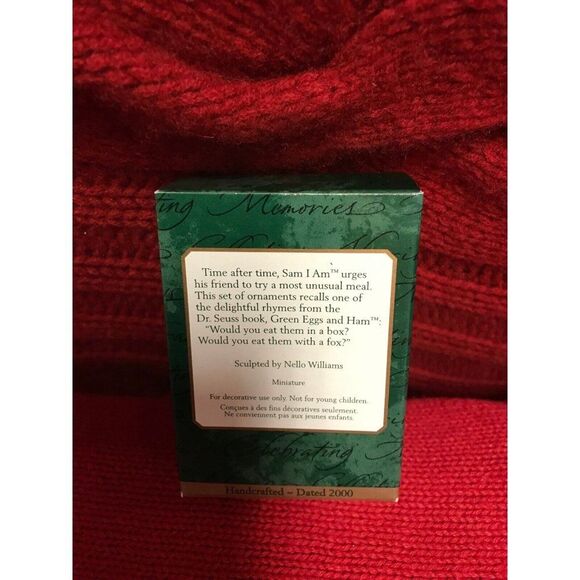 ting Memories
Time after time, Sam I Am™ urges
his friend to try a most unusual meal.
This set of ornaments recalls one of
the delightful rhymes from the
Dr. Seuss book, Green Eggs and Ham™:
"Would you eat them in a box?
Would you eat them with a fox?"
Sculpted by Nello Williams
Miniature
For decorative use only. Not for young children.
Conçues à des fins décoratives seulement.
Ne conviennent pas aux jeunes enfants.
Celebrating
Handcrafted – Dated 2000